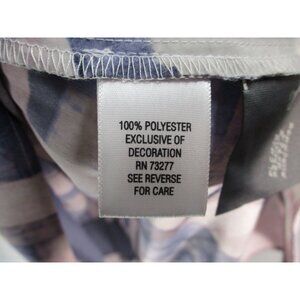 100% POLYESTER
EXCLUSIVE OF
DECORATION
RN 73277
SEE REVERSE
FOR CARE